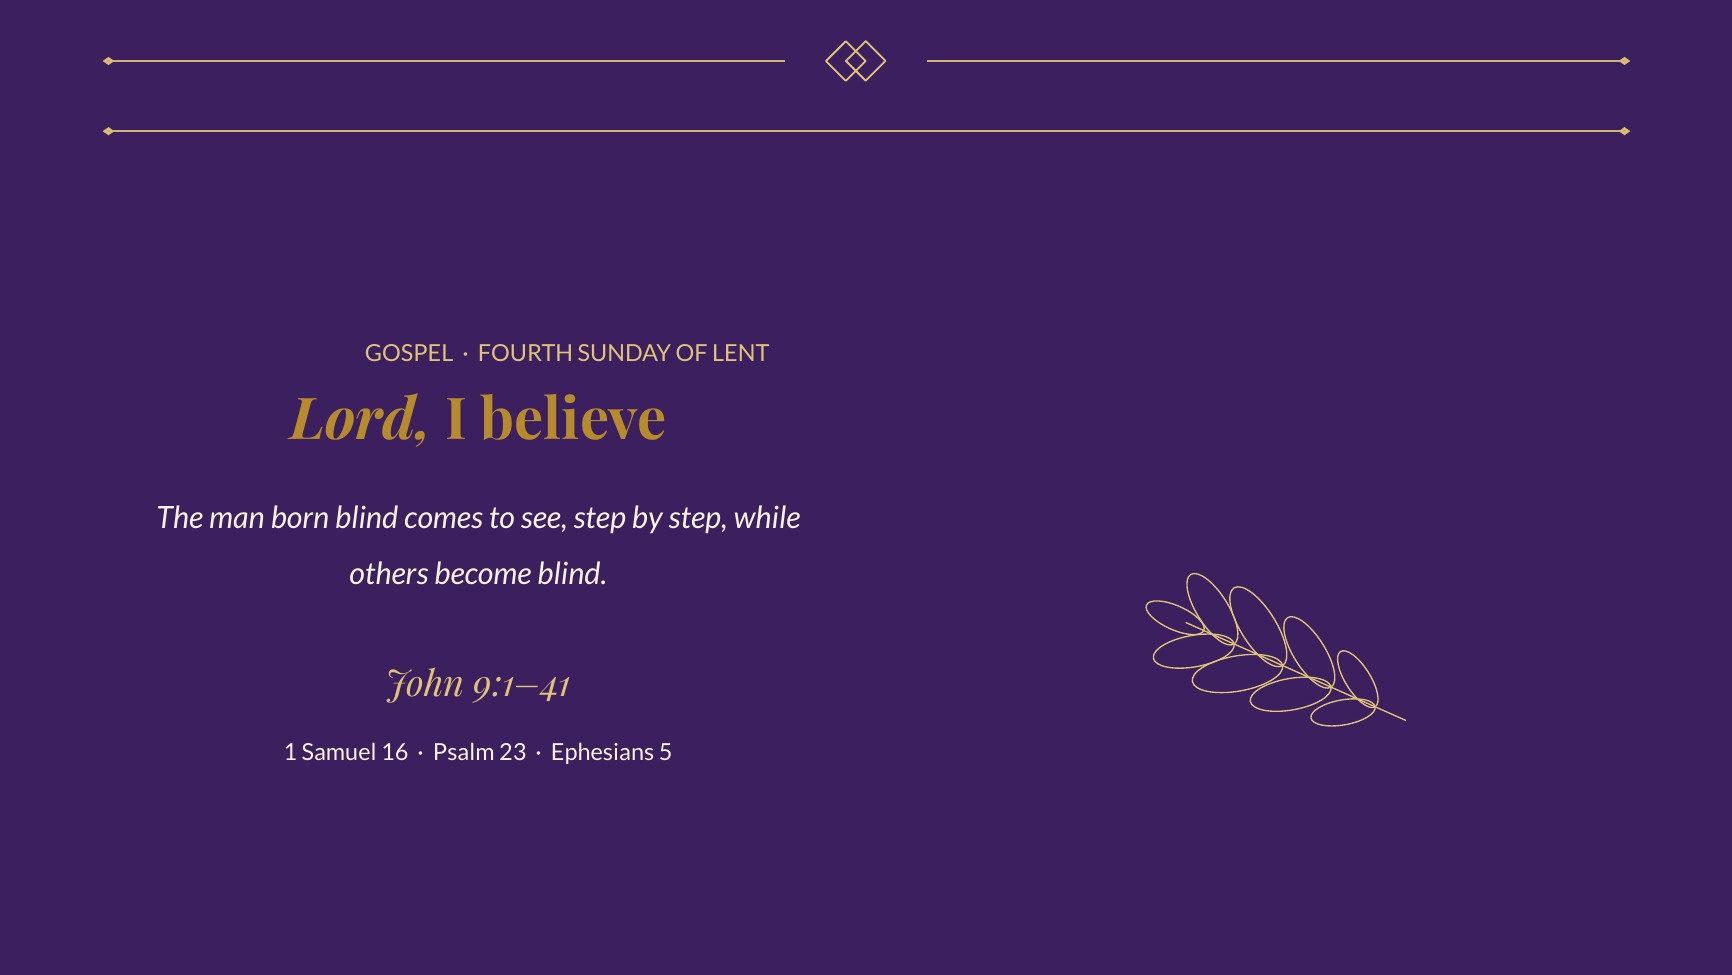 GOSPEL · FOURTH SUNDAY OF LENT
Lord, I believe
The man born blind comes to see, step by step, while
others become blind.
John 9:1–41
1 Samuel 16 · Psalm 23 · Ephesians 5